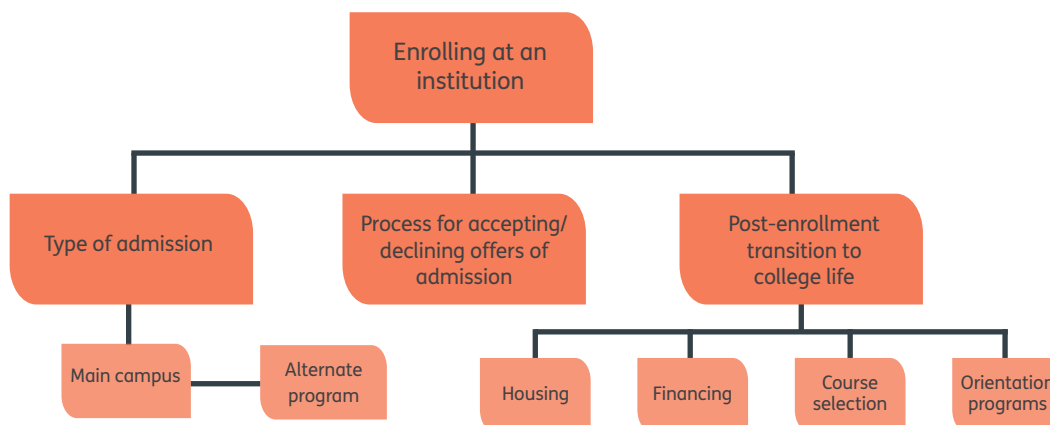 Enrolling at an
institution
Type of admission
Process for accepting/
declining offers of
admission
Post-enrollment
transition to
college life
Main campus
Alternate
program
Housing
Financing
Course
selection
Orientation
programs